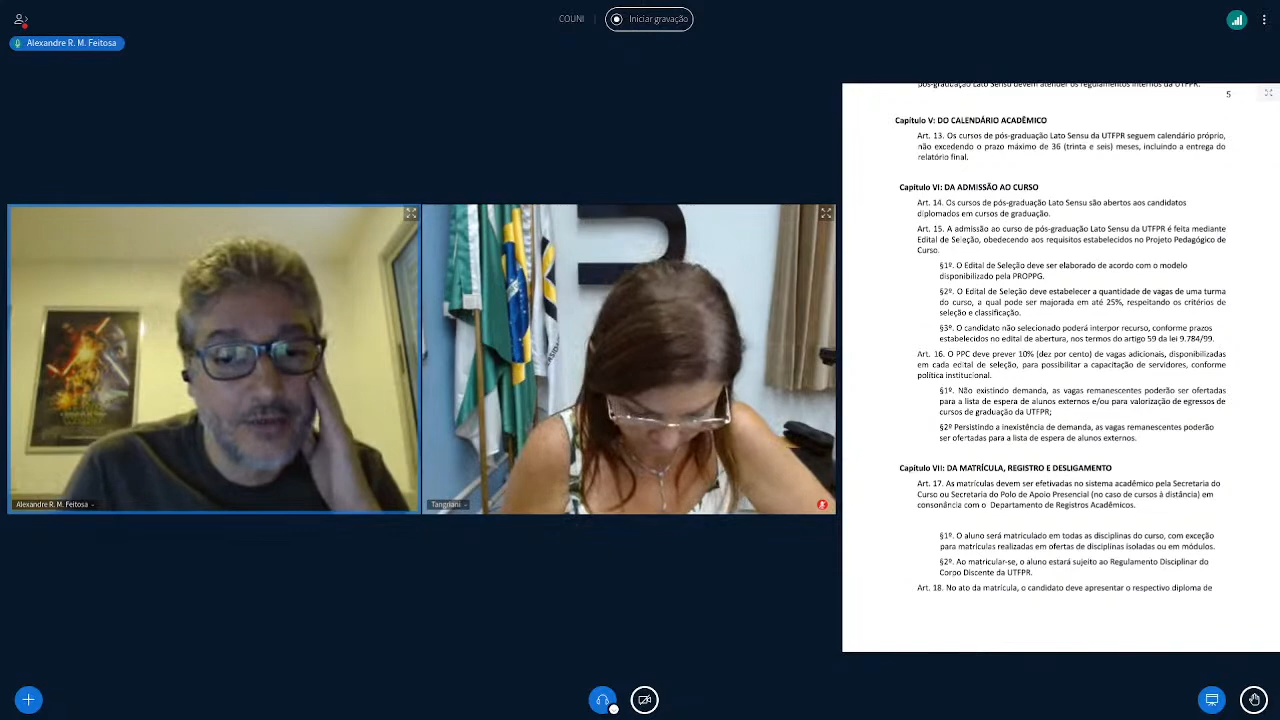 COUNI
Iniciar gravação
Alexandre R. M. Feitosa
pós-graduação Lato Sensu devem atender os regulamentos internos da UTFPR.
5
Capítulo V: DO CALENDÁRIO ACADÊMICO
Art. 13. Os cursos de pós-graduação Lato Sensu da UTFPR seguem calendário próprio,
não excedendo o prazo máximo de 36 (trinta e seis) meses, incluindo a entrega do
relatório final.
Capítulo VI: DA ADMISSÃO AO CURSO
Art. 14. Os cursos de pós-graduação Lato Sensu são abertos aos candidatos
diplomados em cursos de graduação.
Art. 15. A admissão ao curso de pós-graduação Lato Sensu da UTFPR é feita mediante
Edital de Seleção, obedecendo aos requisitos estabelecidos no Projeto Pedagógico de
Curso.
§1º. O Edital de Seleção deve ser elaborado de acordo com o modelo
disponibilizado pela PROPPG.
§2º. O Edital de Seleção deve estabelecer a quantidade de vagas de uma turma
do curso, a qual pode ser majorada em até 25%, respeitando os critérios de
seleção e classificação.
§3º. O candidato não selecionado poderá interpor recurso, conforme prazos
estabelecidos no edital de abertura, nos termos do artigo 59 da lei 9.784/99.
Art. 16. O PPC deve prever 10% (dez por cento) de vagas adicionais, disponibilizadas
em cada edital de seleção, para possibilitar a capacitação de servidores, conforme
política institucional.
§1º. Não existindo demanda, as vagas remanescentes poderão ser ofertadas
para a lista de espera de alunos externos e/ou para valorização de egressos de
cursos de graduação da UTFPR;
§2º Persistindo a inexistência de demanda, as vagas remanescentes poderão
ser ofertadas para a lista de espera de alunos externos.
Capítulo VII: DA MATRÍCULA, REGISTRO E DESLIGAMENTO
Art. 17. As matrículas devem ser efetivadas no sistema acadêmico pela Secretaria do
Curso ou Secretaria do Polo de Apoio Presencial (no caso de cursos à distância) em
consonância com o Departamento de Registros Acadêmicos.
§1º. O aluno será matriculado em todas as disciplinas do curso, com exceção
para matrículas realizadas em ofertas de disciplinas isoladas ou em módulos.
§2º. Ao matricular-se, o aluno estará sujeito ao Regulamento Disciplinar do
Corpo Discente da UTFPR.
Art. 18. No ato da matrícula, o candidato deve apresentar o respectivo diploma de
Alexandre R. M. Feitosa
Tangriani